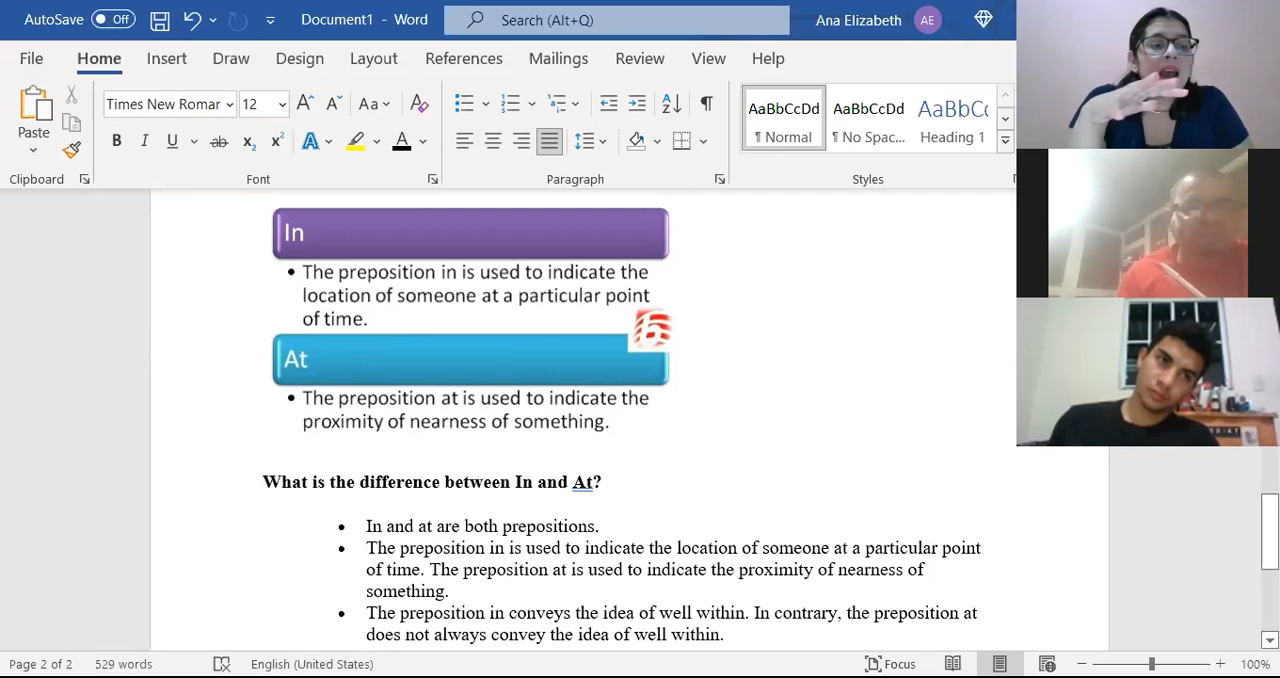 AutoSave Off Document1 - Word Search (Alt+Q) Ana Elizabeth AE
File Home Insert Draw Design Layout References Mailings Review View Help
Times New Romar 12 A A Aa A AaBbCcDd AaBbCcDd AaBbCc
Paste B I U ab x2 x2 A A ¶ Normal ¶ No Spac... Heading 1
Clipboard Font Paragraph Styles
In
• The preposition in is used to indicate the
location of someone at a particular point
of time.
At
• The preposition at is used to indicate the
proximity of nearness of something.
What is the difference between In and At?
• In and at are both prepositions.
• The preposition in is used to indicate the location of someone at a particular point
of time. The preposition at is used to indicate the proximity of nearness of
something.
• The preposition in conveys the idea of well within. In contrary, the preposition at
does not always convey the idea of well within.
Page 2 of 2 529 words English (United States) Focus 100%